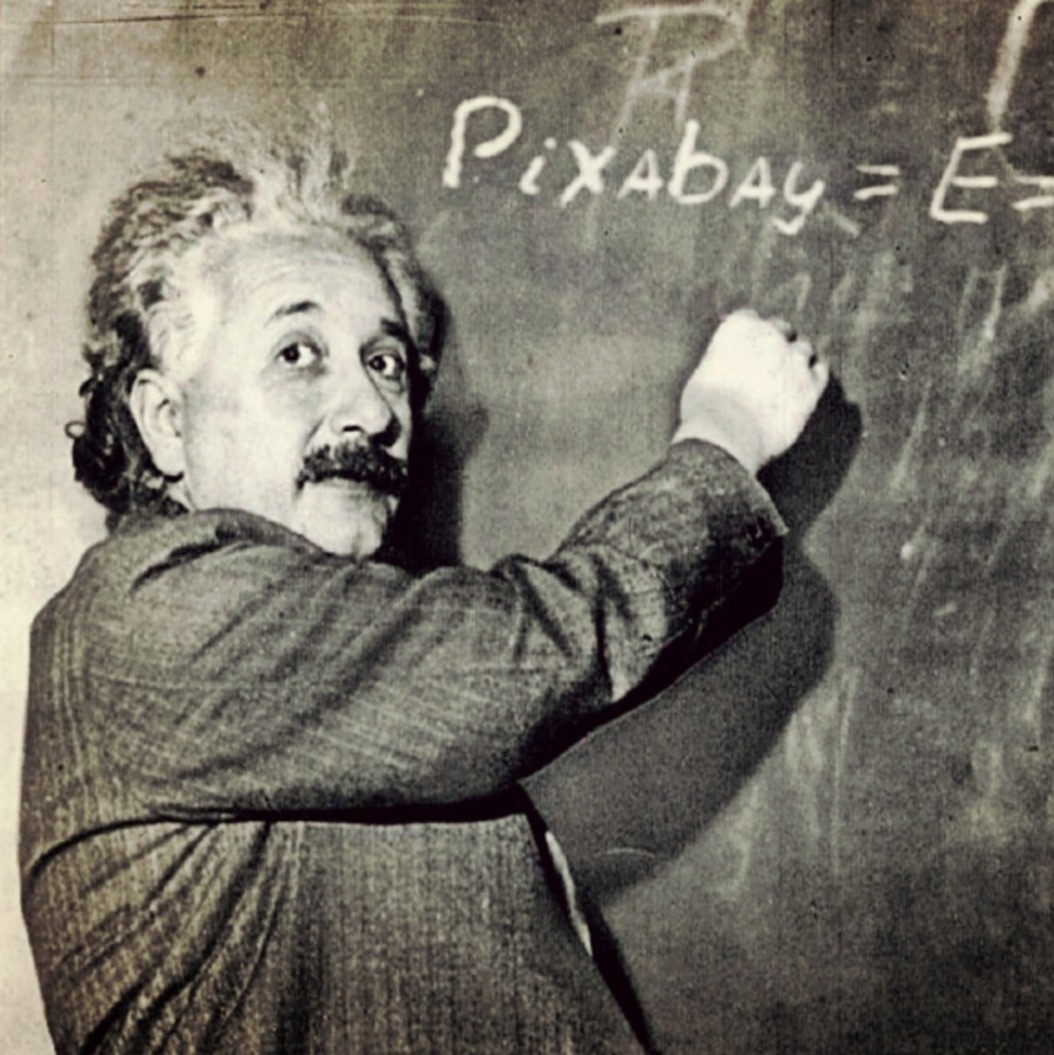 R
Pixabay = E =